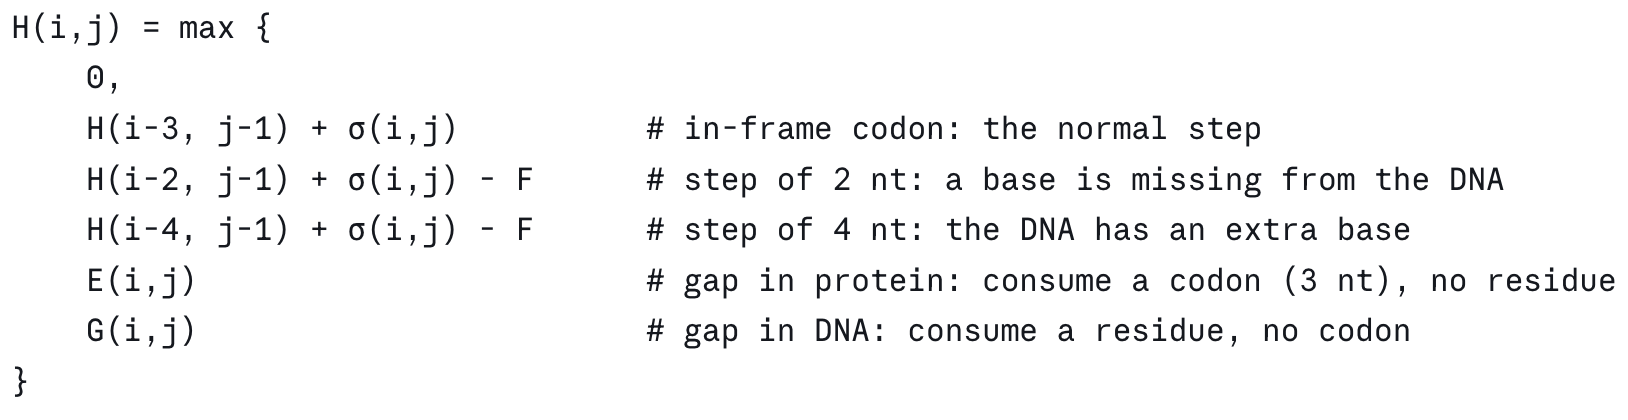 H(i,j) = max {
    0,
    H(i-3, j-1) + σ(i,j)          # in-frame codon: the normal step
    H(i-2, j-1) + σ(i,j) - F      # step of 2 nt: a base is missing from the DNA
    H(i-4, j-1) + σ(i,j) - F      # step of 4 nt: the DNA has an extra base
    E(i,j)                        # gap in protein: consume a codon (3 nt), no residue
    G(i,j)                        # gap in DNA: consume a residue, no codon
}